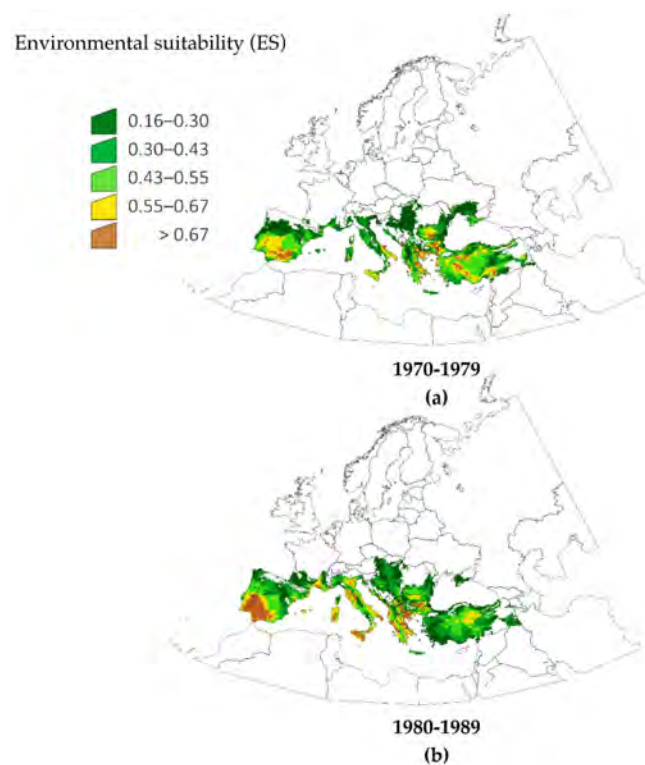 Environmental suitability (ES)
0.16–0.30
0.30–0.43
0.43–0.55
0.55–0.67
> 0.67
1970-1979
(a)
1980-1989
(b)